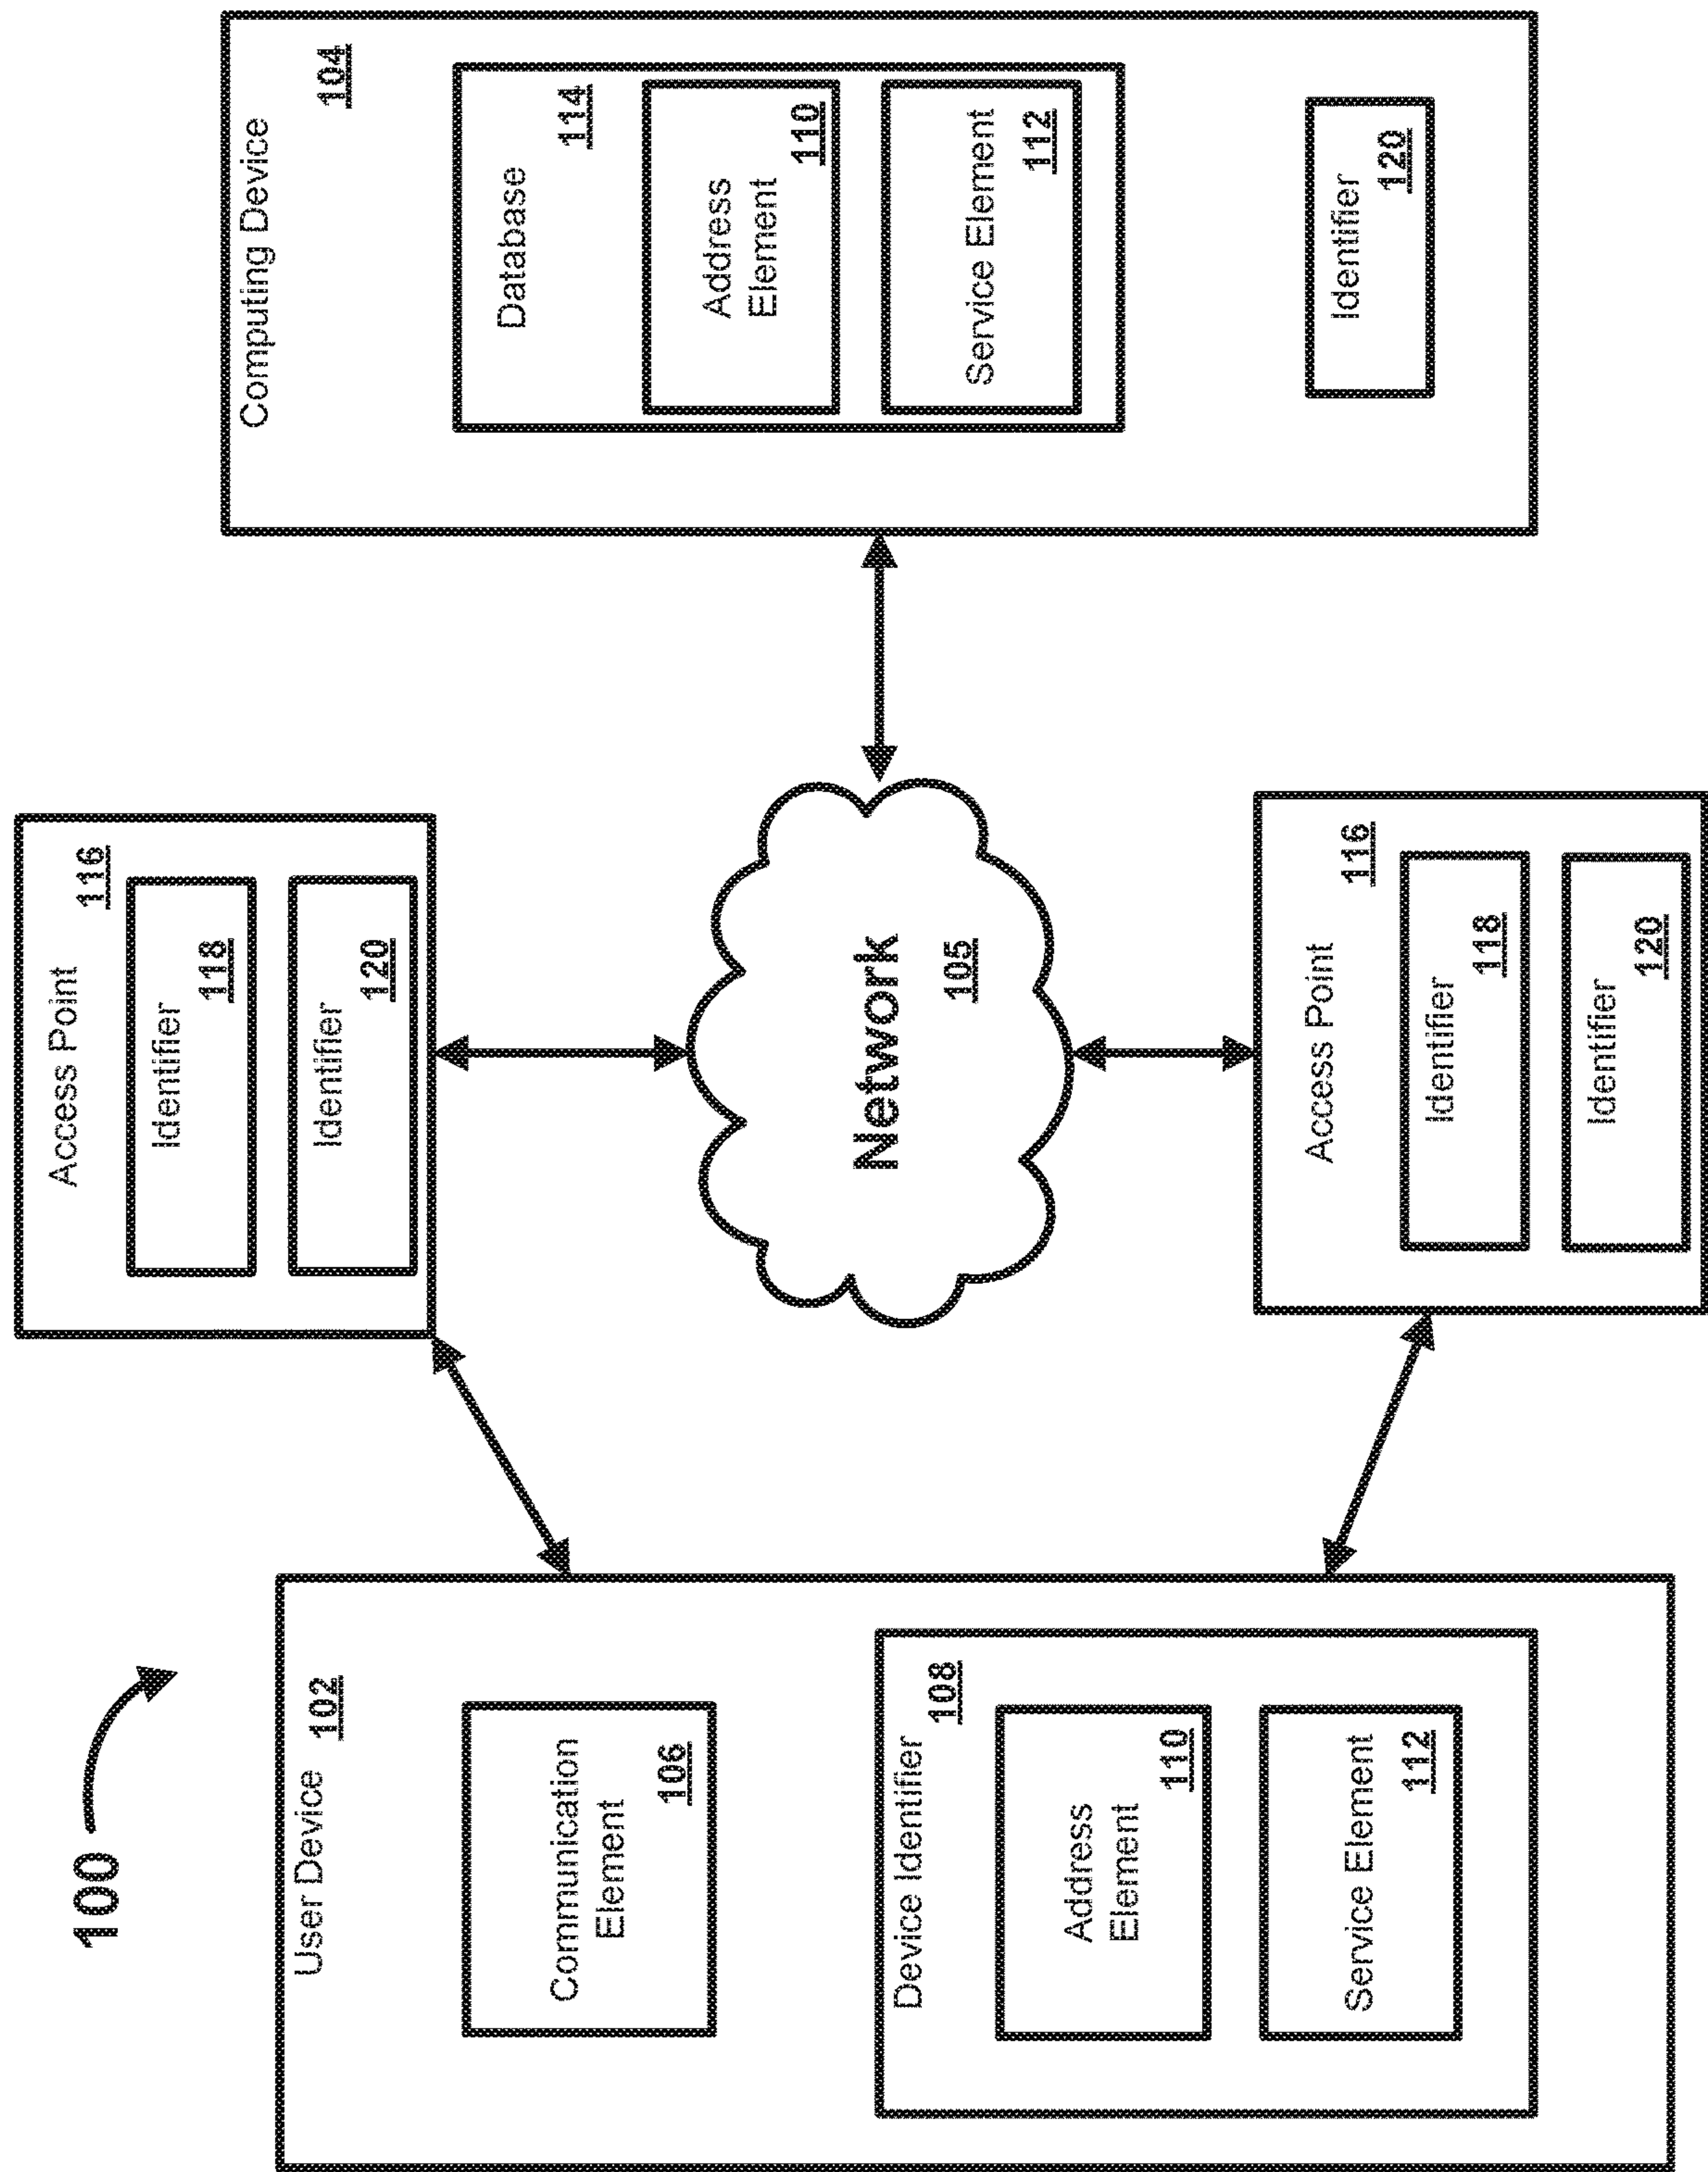 100
User Device 102
Communication
Element
106
Device Identifier 108
Address
Element
110
Service Element
112
Access Point 116
Identifier
118
Identifier
120
Network
105
Access Point 116
Identifier
118
Identifier
120
Computing Device 104
Database 114
Address
Element
110
Service Element
112
Identifier
120